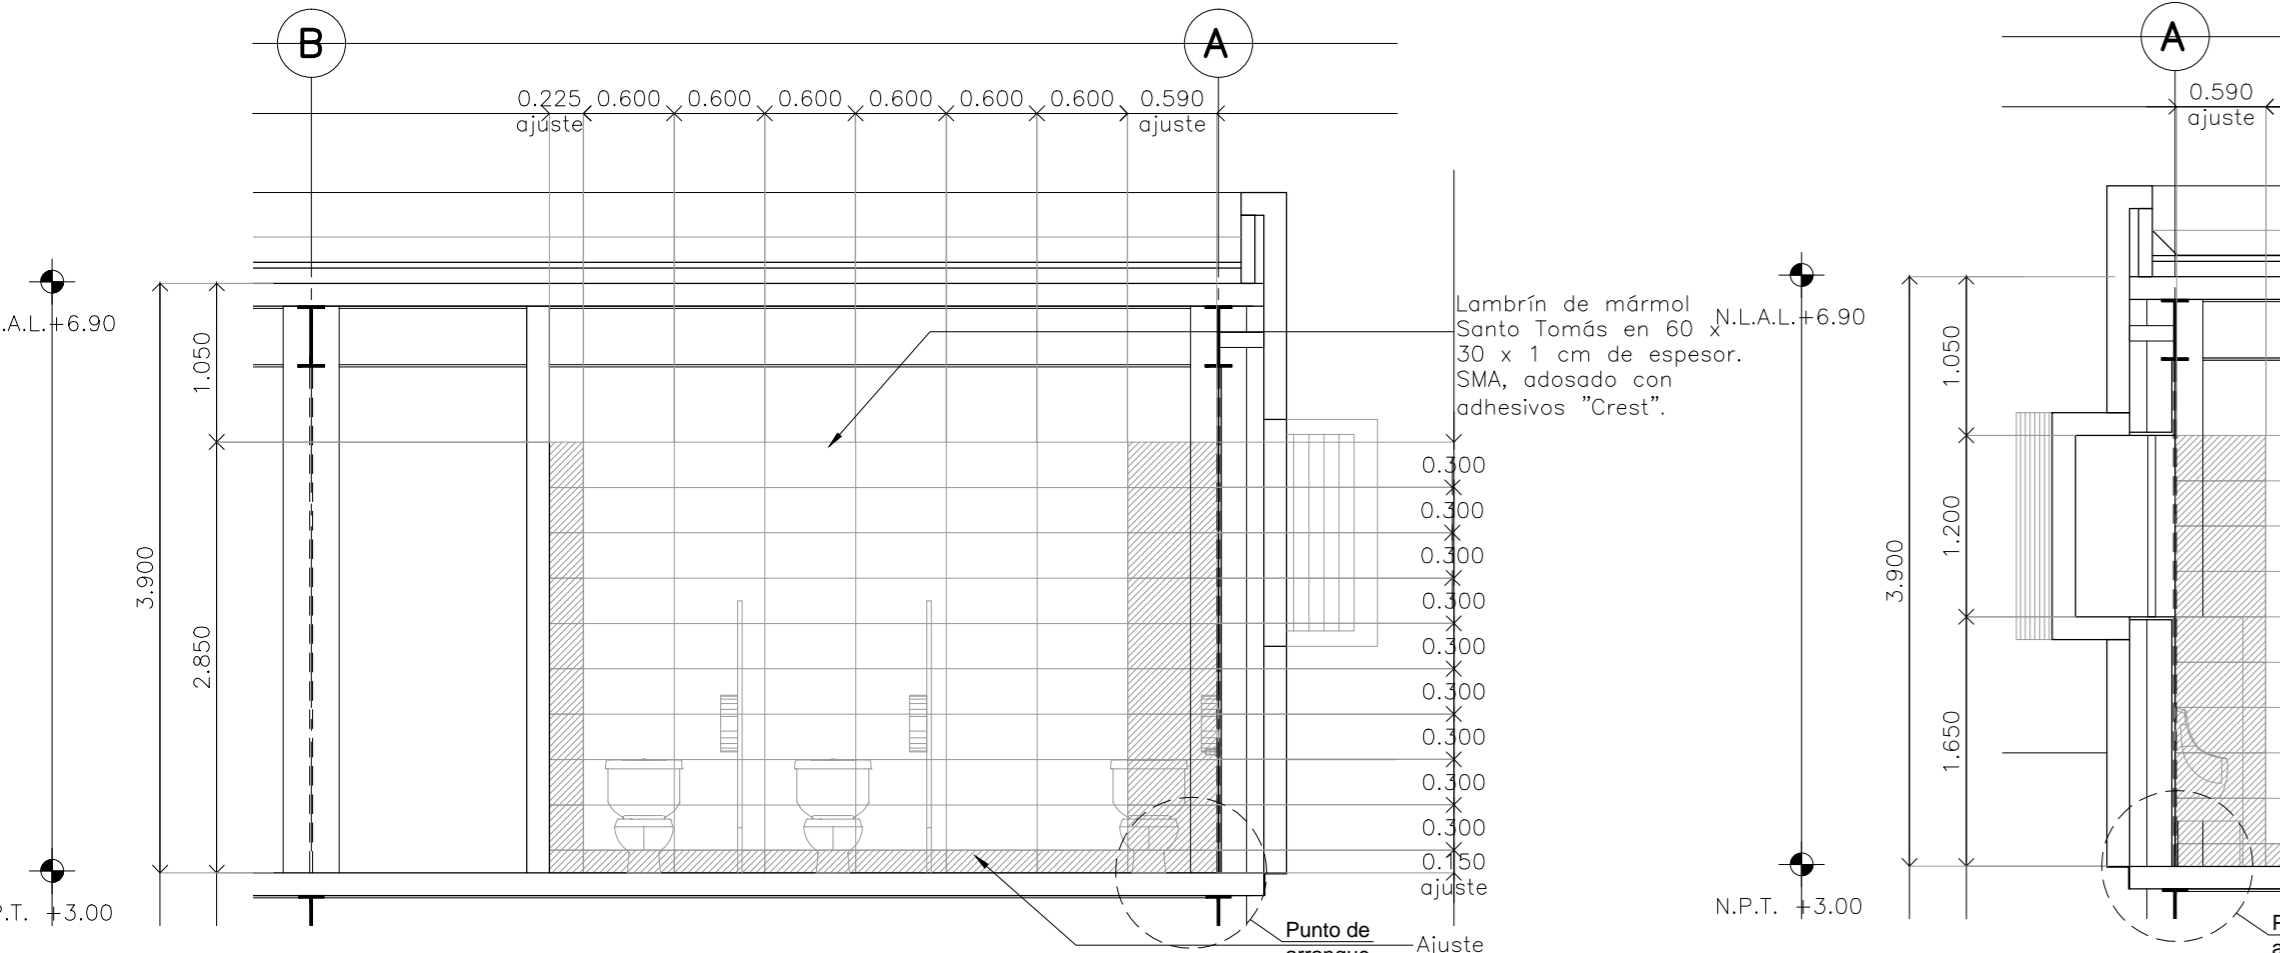 B
A
A
0.225 0.600 0.600 0.600 0.600 0.600 0.600 0.590
ajuste
ajuste
0.590
ajuste
Lambrín de mármol
Santo Tomás en 60 x
30 x 1 cm de espesor.
SMA, adosado con
adhesivos "Crest".
.A.L.+6.90
N.L.A.L.+6.90
1.050
3.900
2.850
1.050
1.200
3.900
1.650
0.300
0.300
0.300
0.300
0.300
0.300
0.300
0.300
0.300
0.150
ajuste
.T. +3.00
N.P.T. +3.00
Punto de
arranque
Ajuste